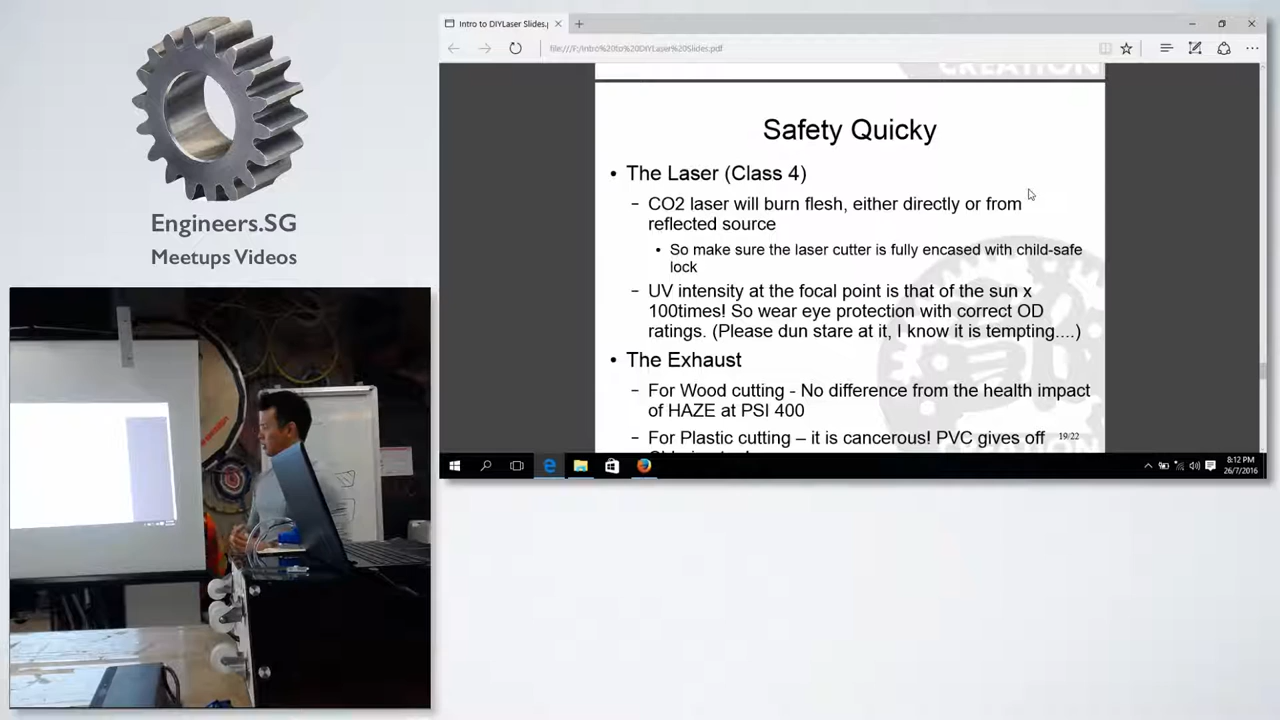 Intro to DIYLaser Slides.p
file:///F:/Intro%20to%20DIYLaser%20Slides.pdf
CREATION
Safety Quicky
• The Laser (Class 4)
– CO2 laser will burn flesh, either directly or from
reflected source
• So make sure the laser cutter is fully encased with child-safe
lock
– UV intensity at the focal point is that of the sun x
100times! So wear eye protection with correct OD
ratings. (Please dun stare at it, I know it is tempting....)
• The Exhaust
– For Wood cutting - No difference from the health impact
of HAZE at PSI 400
– For Plastic cutting – it is cancerous! PVC gives off
19/22
8:12 PM
26/7/2016
Engineers.SG
Meetups Videos